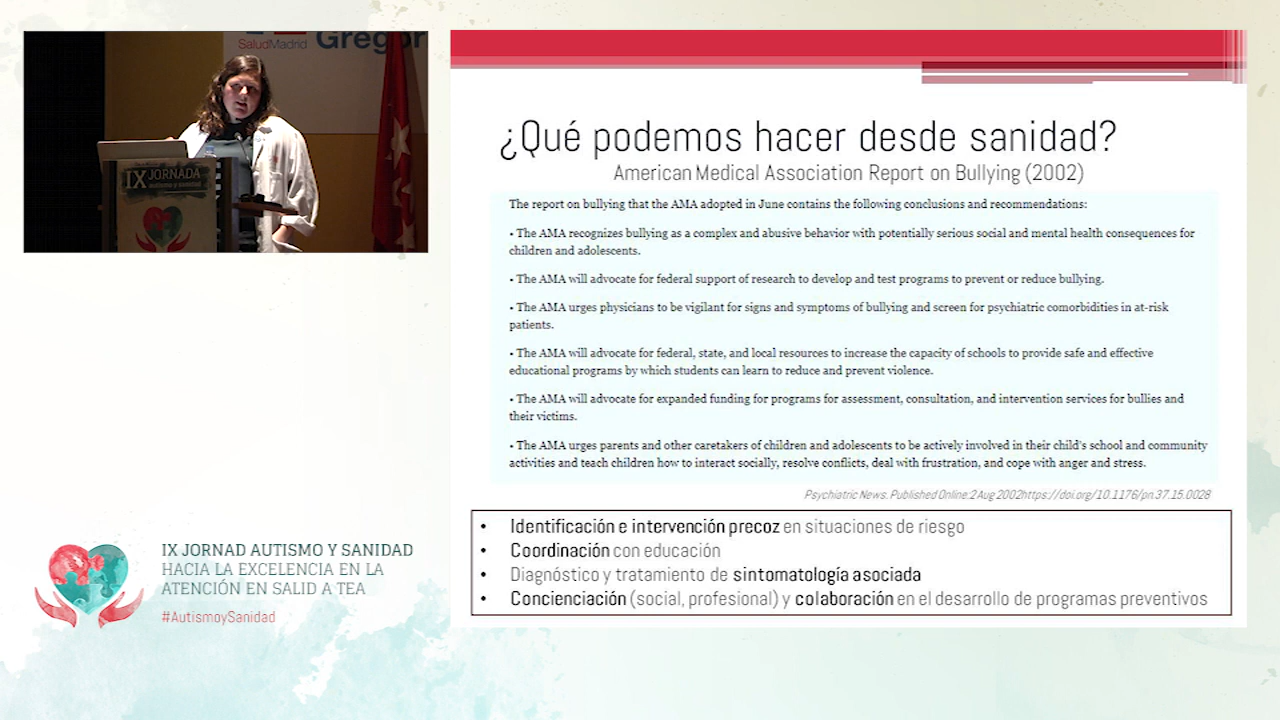 SaludMadrid
Gregor
IX JORNADA
autismo y sanidad
¿Qué podemos hacer desde sanidad?
American Medical Association Report on Bullying (2002)
The report on bullying that the AMA adopted in June contains the following conclusions and recommendations:
• The AMA recognizes bullying as a complex and abusive behavior with potentially serious social and mental health consequences for
children and adolescents.
• The AMA will advocate for federal support of research to develop and test programs to prevent or reduce bullying.
• The AMA urges physicians to be vigilant for signs and symptoms of bullying and screen for psychiatric comorbidities in at-risk
patients.
• The AMA will advocate for federal, state, and local resources to increase the capacity of schools to provide safe and effective
educational programs by which students can learn to reduce and prevent violence.
• The AMA will advocate for expanded funding for programs for assessment, consultation, and intervention services for bullies and
their victims.
• The AMA urges parents and other caretakers of children and adolescents to be actively involved in their child's school and community
activities and teach children how to interact socially, resolve conflicts, deal with frustration, and cope with anger and stress.
Psychiatric News. Published Online:2 Aug 2002https://doi.org/10.1176/pn.37.15.0028
• Identificación e intervención precoz en situaciones de riesgo
• Coordinación con educación
• Diagnóstico y tratamiento de sintomatología asociada
• Concienciación (social, profesional) y colaboración en el desarrollo de programas preventivos
IX JORNAD AUTISMO Y SANIDAD
HACIA LA EXCELENCIA EN LA
ATENCIÓN EN SALID A TEA
#AutismoySanidad